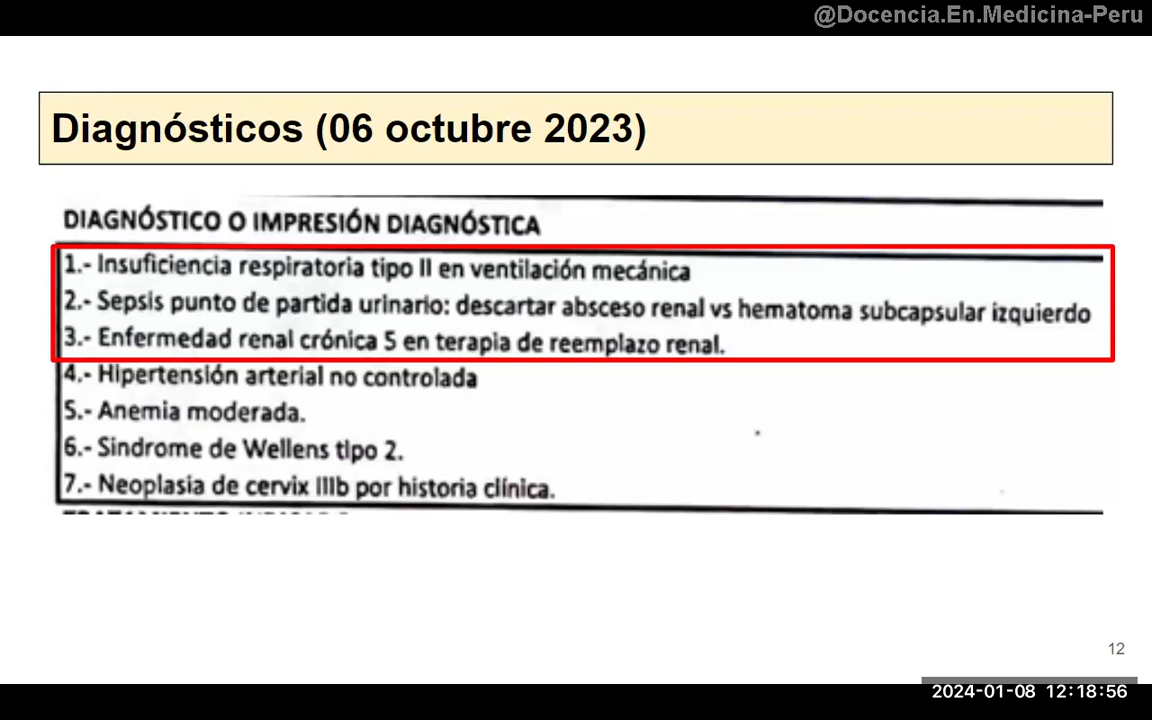 @Docencia.En.Medicina-Peru
Diagnósticos (06 octubre 2023)
DIAGNÓSTICO O IMPRESIÓN DIAGNÓSTICA
1.- Insuficiencia respiratoria tipo II en ventilación mecánica
2.- Sepsis punto de partida urinario: descartar absceso renal vs hematoma subcapsular izquierdo
3.- Enfermedad renal crónica 5 en terapia de reemplazo renal.
4.- Hipertensión arterial no controlada
5.- Anemia moderada.
6.- Sindrome de Wellens tipo 2.
7.- Neoplasia de cervix IIIb por historia clínica.
12
2024-01-08 12:18:56